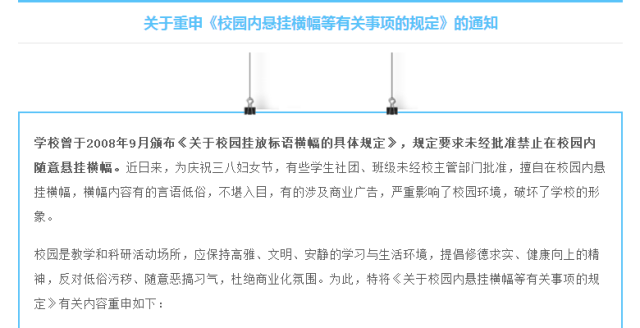 关于重申《校园内悬挂横幅等有关事项的规定》的通知
学校曾于2008年9月颁布《关于校园挂放标语横幅的具体规定》，规定要求未经批准禁止在校园内
随意悬挂横幅。近日来，为庆祝三八妇女节，有些学生社团、班级未经校主管部门批准，擅自在校园内悬
挂横幅，横幅内容有的言语低俗，不堪入目，有的涉及商业广告，严重影响了校园环境，破坏了学校的形
象。
校园是教学和科研活动场所，应保持高雅、文明、安静的学习与生活环境，提倡修德求实、健康向上的精
神，反对低俗污秽、随意恶搞习气，杜绝商业化氛围。为此，特将《关于校园内悬挂横幅等有关事项的规
定》有关内容重申如下：